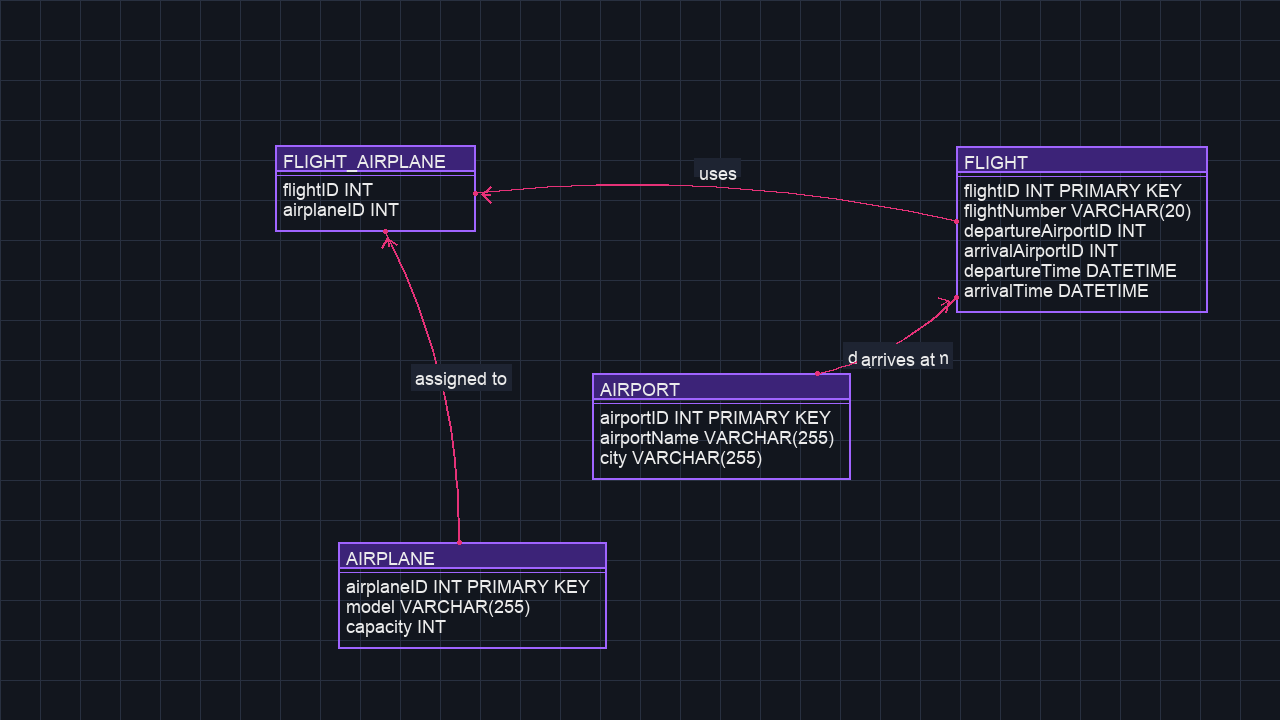 FLIGHT_AIRPLANE
flightID INT
airplaneID INT
uses
FLIGHT
flightID INT PRIMARY KEY
flightNumber VARCHAR(20)
departureAirportID INT
arrivalAirportID INT
departureTime DATETIME
arrivalTime DATETIME
arrives at
assigned to
AIRPORT
airportID INT PRIMARY KEY
airportName VARCHAR(255)
city VARCHAR(255)
AIRPLANE
airplaneID INT PRIMARY KEY
model VARCHAR(255)
capacity INT